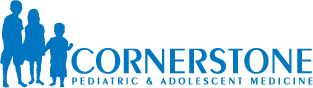 CORNERSTONE
PEDIATRIC & ADOLESCENT MEDICINE